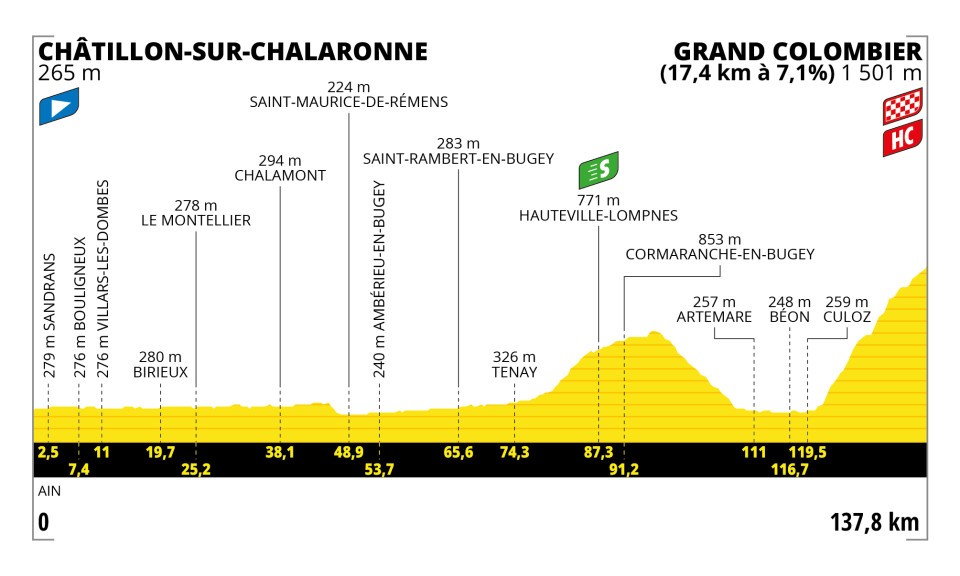 CHÂTILLON-SUR-CHALARONNE
265 m
GRAND COLOMBIER
(17,4 km à 7,1%) 1 501 m
HC
279 m SANDRANS
276 m BOULIGNEUX
276 m VILLARS-LES-DOMBES
280 m
BIRIEUX
278 m
LE MONTELLIER
294 m
CHALAMONT
224 m
SAINT-MAURICE-DE-RÉMENS
240 m AMBÉRIEU-EN-BUGEY
283 m
SAINT-RAMBERT-EN-BUGEY
326 m
TENAY
S
771 m
HAUTEVILLE-LOMPNES
853 m
CORMARANCHE-EN-BUGEY
257 m
ARTEMARE
248 m
BÉON
259 m
CULOZ
2,5 11 19,7 38,1 48,9 65,6 74,3 87,3 111 119,5
7,4 25,2 53,7 91,2 116,7
AIN
0
137,8 km